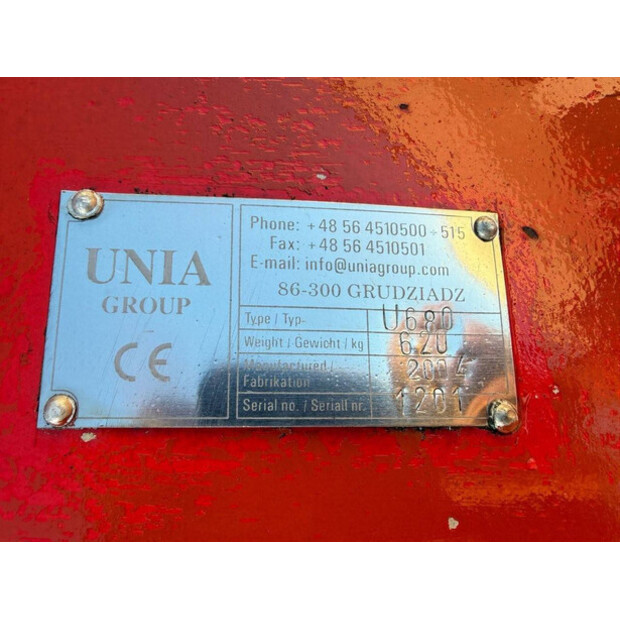 UNIA
GROUP
CE
Phone: +48 56 4510500÷515
Fax: +48 56 4510501
E-mail: info@uniagroup.com
86-300 GRUDZIADZ
Type / Typ- U680
Weight / Gewicht / kg 620
Manufactured /
Fabrikation 2004
Serial no. / Seriall nr. 1201